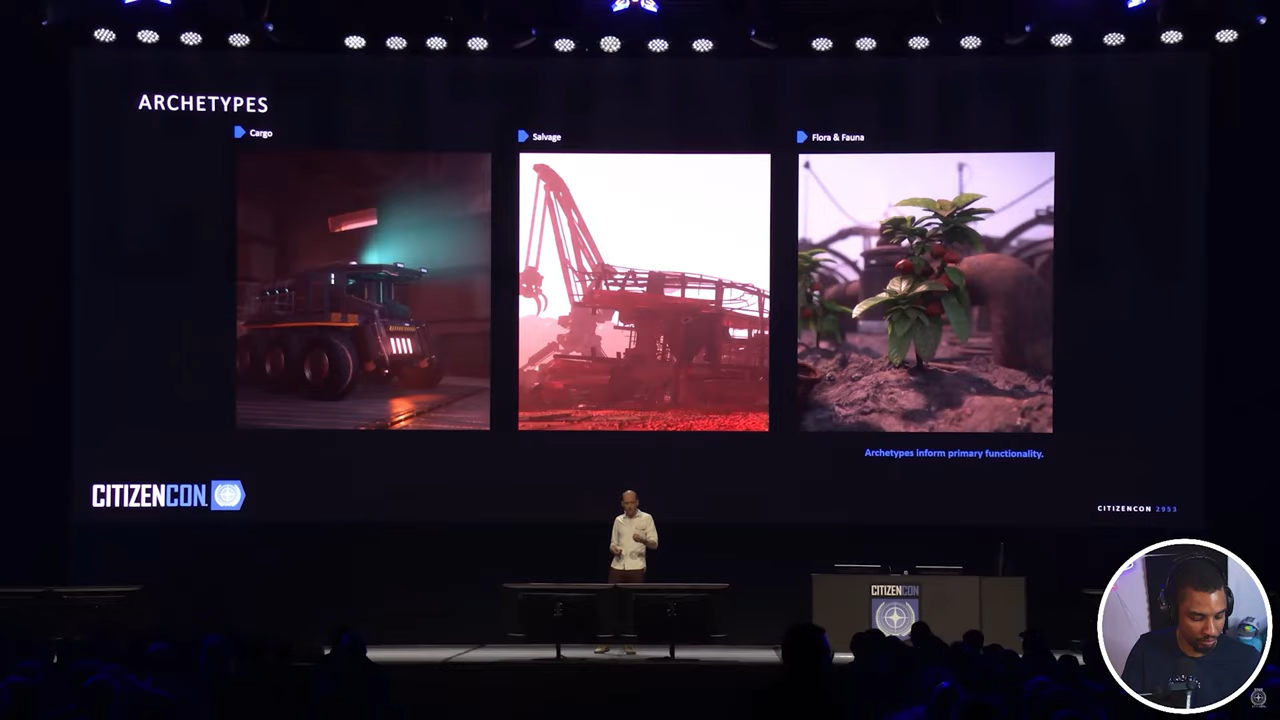 ARCHETYPES
Cargo
Salvage
Flora & Fauna
Archetypes inform primary functionality.
CITIZENCON
CITIZENCON 2953
CITIZENCON